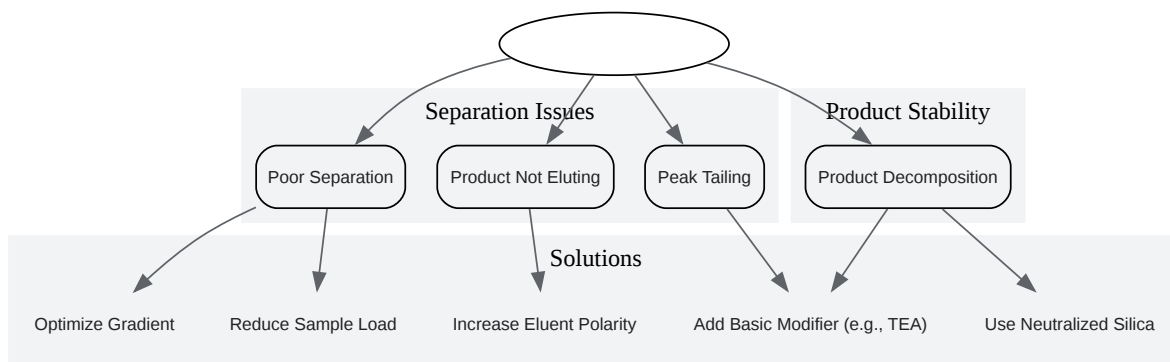 Separation Issues
Product Stability
Poor Separation
Product Not Eluting
Peak Tailing
Product Decomposition
Solutions
Optimize Gradient
Reduce Sample Load
Increase Eluent Polarity
Add Basic Modifier (e.g., TEA)
Use Neutralized Silica